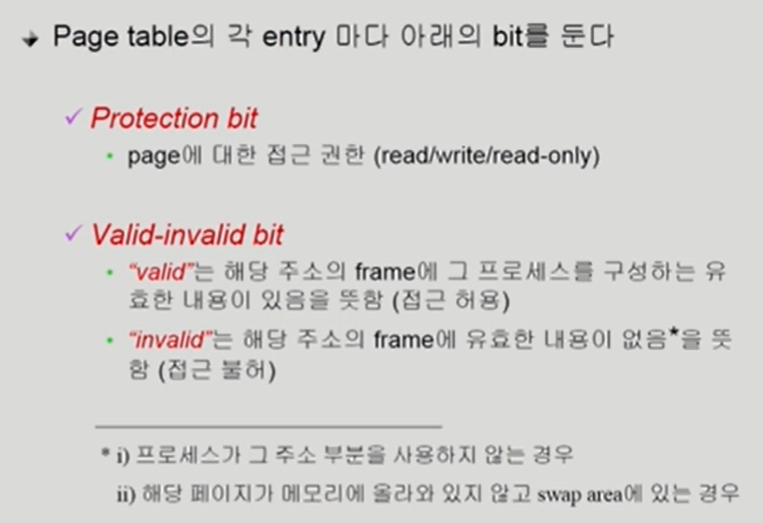 Page table의 각 entry 마다 아래의 bit를 둔다
✓ Protection bit
• page에 대한 접근 권한 (read/write/read-only)
✓ Valid-invalid bit
• “valid”는 해당 주소의 frame에 그 프로세스를 구성하는 유
효한 내용이 있음을 뜻함 (접근 허용)
• “invalid”는 해당 주소의 frame에 유효한 내용이 없음*을 뜻
함 (접근 불허)
* i) 프로세스가 그 주소 부분을 사용하지 않는 경우
ii) 해당 페이지가 메모리에 올라와 있지 않고 swap area에 있는 경우